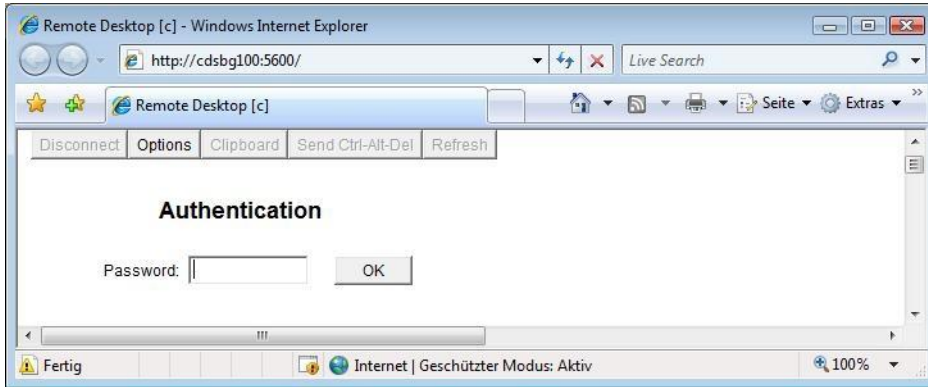 Remote Desktop [c] - Windows Internet Explorer
http://cdsbg100:5600/ Live Search
Remote Desktop [c] Seite Extras »
Disconnect Options Clipboard Send Ctrl-Alt-Del Refresh
Authentication
Password: OK
Fertig Internet | Geschützter Modus: Aktiv 100%